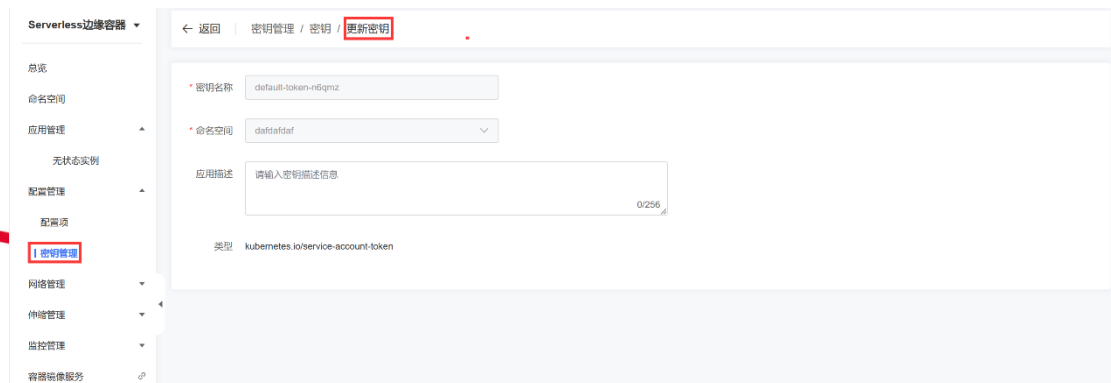 Serverless边缘容器
返回 密钥管理 / 密钥 / 更新密钥
总览
命名空间
应用管理
无状态实例
配置管理
配置项
密钥管理
网络管理
伸缩管理
监控管理
容器镜像服务
* 密钥名称 default-token-n6qmz
* 命名空间 dafdafdaf
应用描述 请输入密钥描述信息
0/256
类型 kubernetes.io/service-account-token